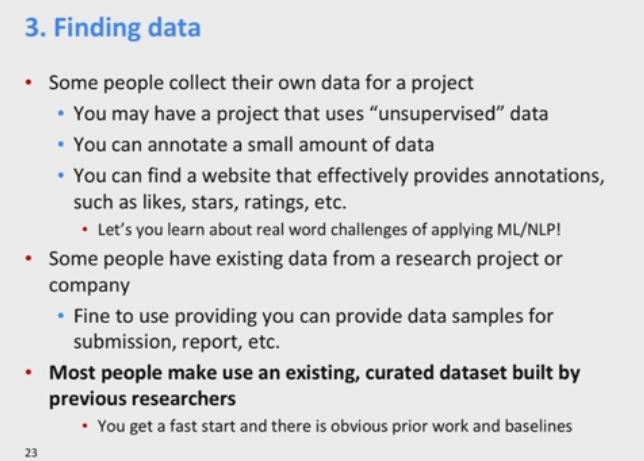 3. Finding data
• Some people collect their own data for a project
• You may have a project that uses “unsupervised” data
• You can annotate a small amount of data
• You can find a website that effectively provides annotations,
such as likes, stars, ratings, etc.
• Let’s you learn about real word challenges of applying ML/NLP!
• Some people have existing data from a research project or
company
• Fine to use providing you can provide data samples for
submission, report, etc.
• Most people make use an existing, curated dataset built by
previous researchers
• You get a fast start and there is obvious prior work and baselines
23